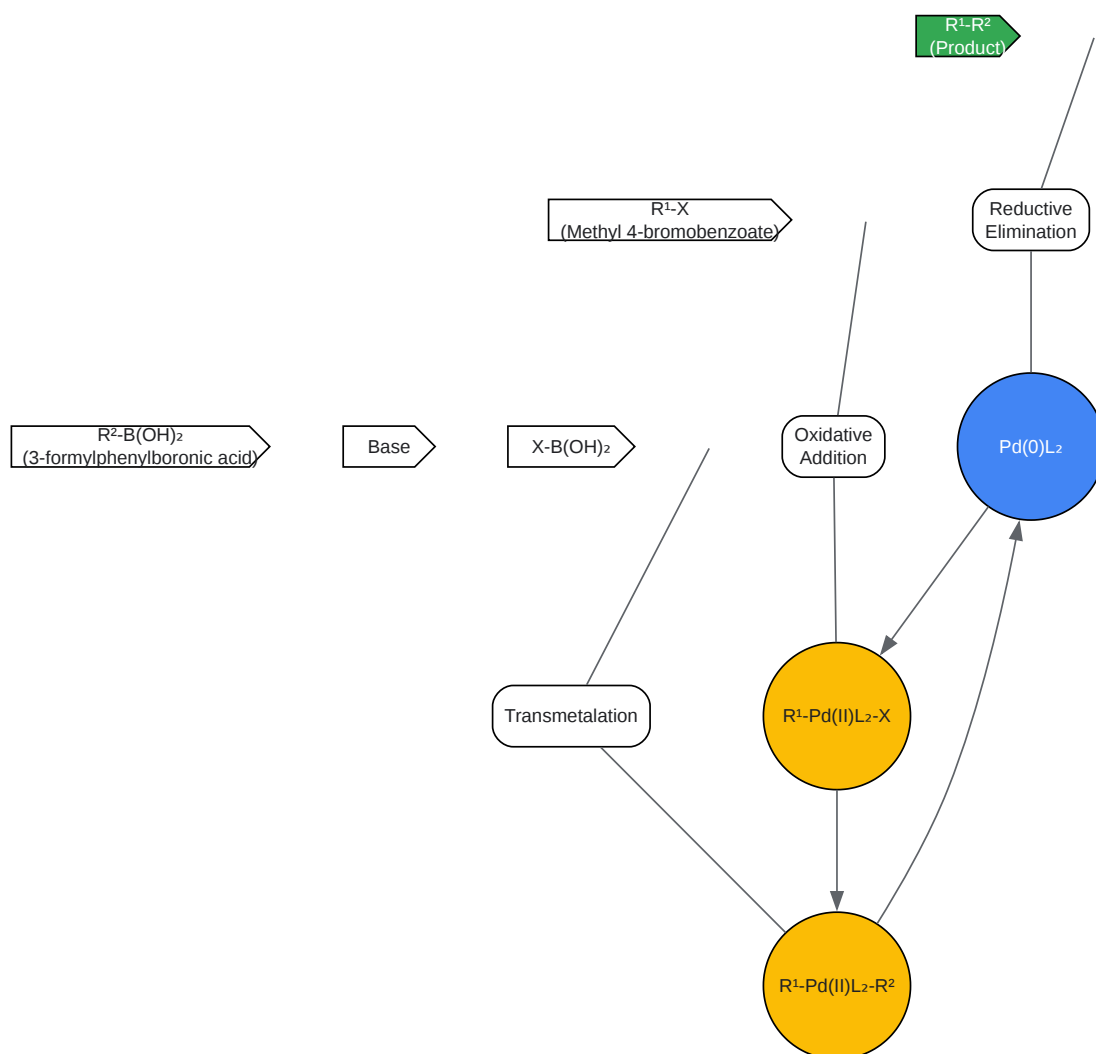 R¹-R²
(Product)
R¹-X
(Methyl 4-bromobenzoate)
Reductive
Elimination
R²-B(OH)₂
(3-formylphenylboronic acid)
Base
X-B(OH)₂
Oxidative
Addition
Pd(0)L₂
Transmetalation
R¹-Pd(II)L₂-X
R¹-Pd(II)L₂-R²